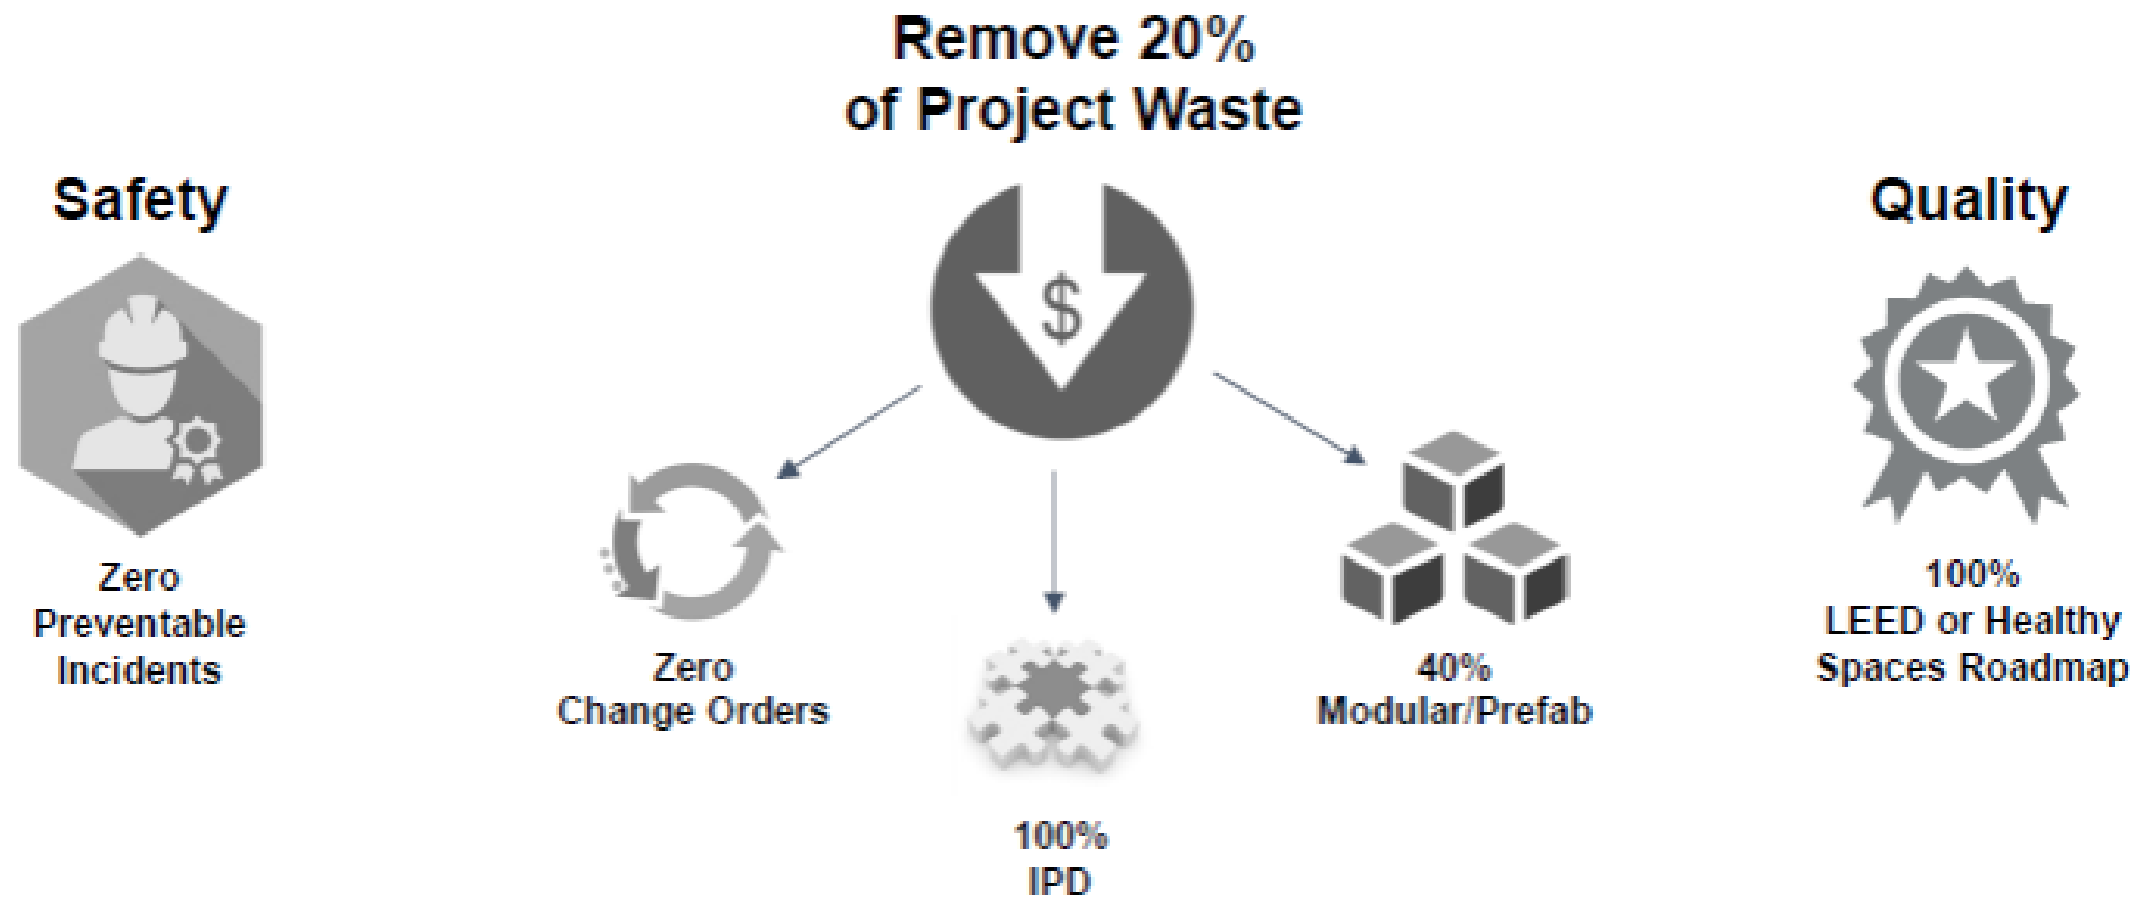 Remove 20%
of Project Waste
Safety
Quality
$
Zero
Preventable
Incidents
Zero
Change Orders
100%
IPD
40%
Modular/Prefab
100%
LEED or Healthy
Spaces Roadmap